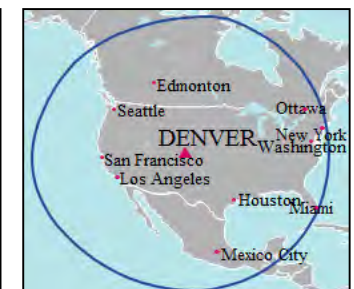 Edmonton
Seattle
Ottawa
DENVER
New York
Washington
San Francisco
Los Angeles
Houston
Miami
Mexico City